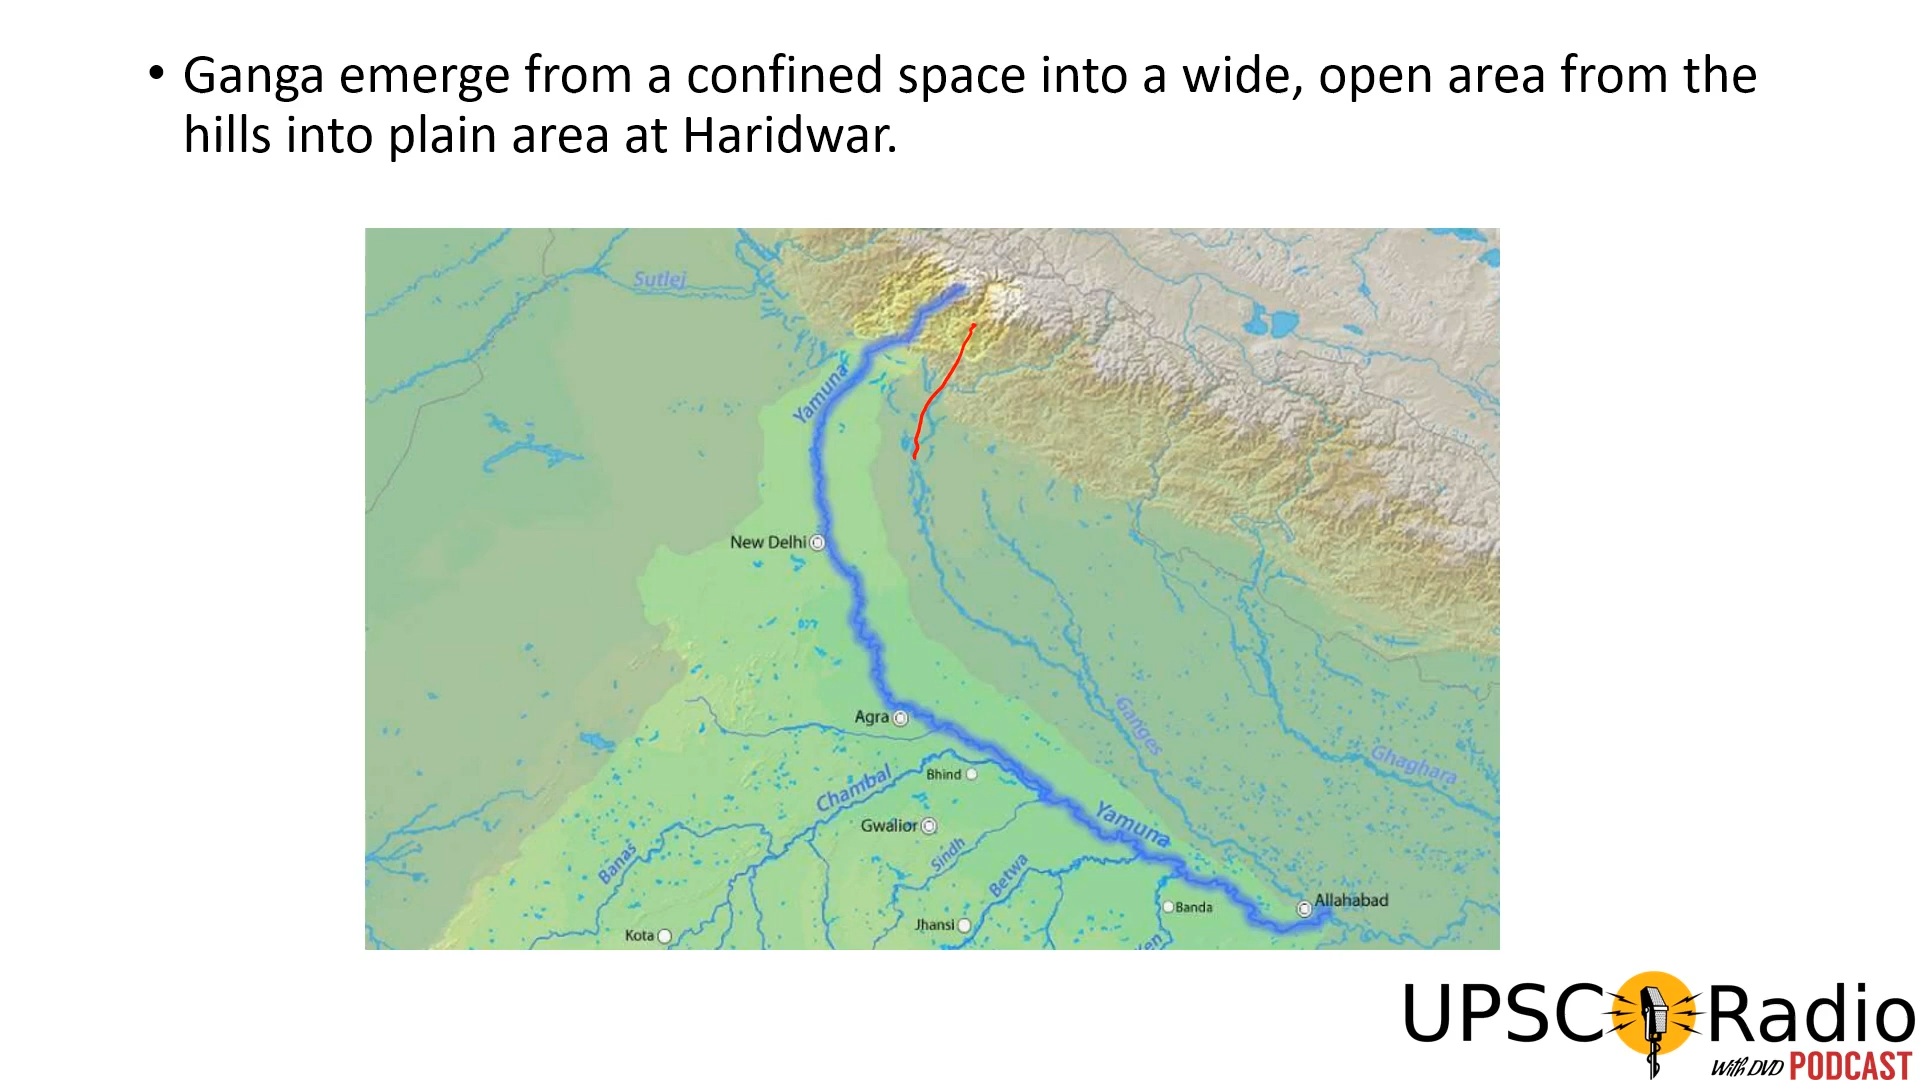 • Ganga emerge from a confined space into a wide, open area from the
hills into plain area at Haridwar.
Sutlej
Yamuna
New Delhi
Agra
Ganges
Ghaghara
Bhind
Chambal
Yamuna
Gwalior
Sindh
Banas
Betwa
Allahabad
Banda
Jhansi
Kota
Ken
UPSC Radio
With DVD PODCAST